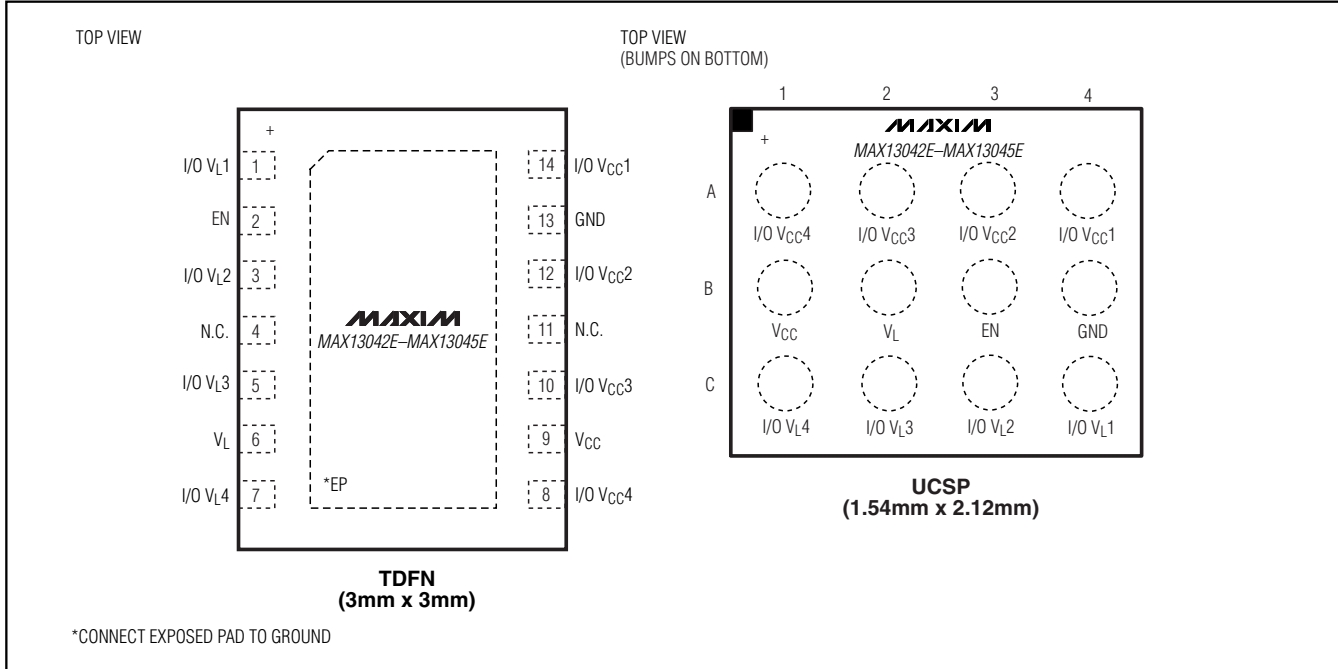 TOP VIEW
+
I/O VL1 1 14 I/O VCC1
EN 2 13 GND
I/O VL2 3 12 I/O VCC2
N.C. 4 11 N.C.
I/O VL3 5 10 I/O VCC3
VL 6 9 VCC
I/O VL4 7 8 I/O VCC4
MAXIM
MAX13042E–MAX13045E
*EP
TDFN
(3mm x 3mm)
*CONNECT EXPOSED PAD TO GROUND
TOP VIEW
(BUMPS ON BOTTOM)
1 2 3 4
+
MAXIM
MAX13042E–MAX13045E
A
I/O VCC4 I/O VCC3 I/O VCC2 I/O VCC1
B
VCC VL EN GND
C
I/O VL4 I/O VL3 I/O VL2 I/O VL1
UCSP
(1.54mm x 2.12mm)